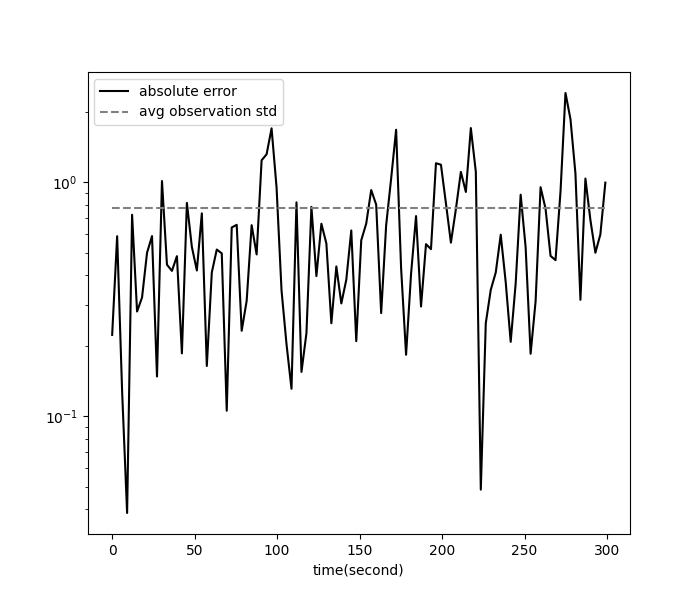 absolute error
avg observation std
10⁰
10⁻¹
0 50 100 150 200 250 300
time(second)